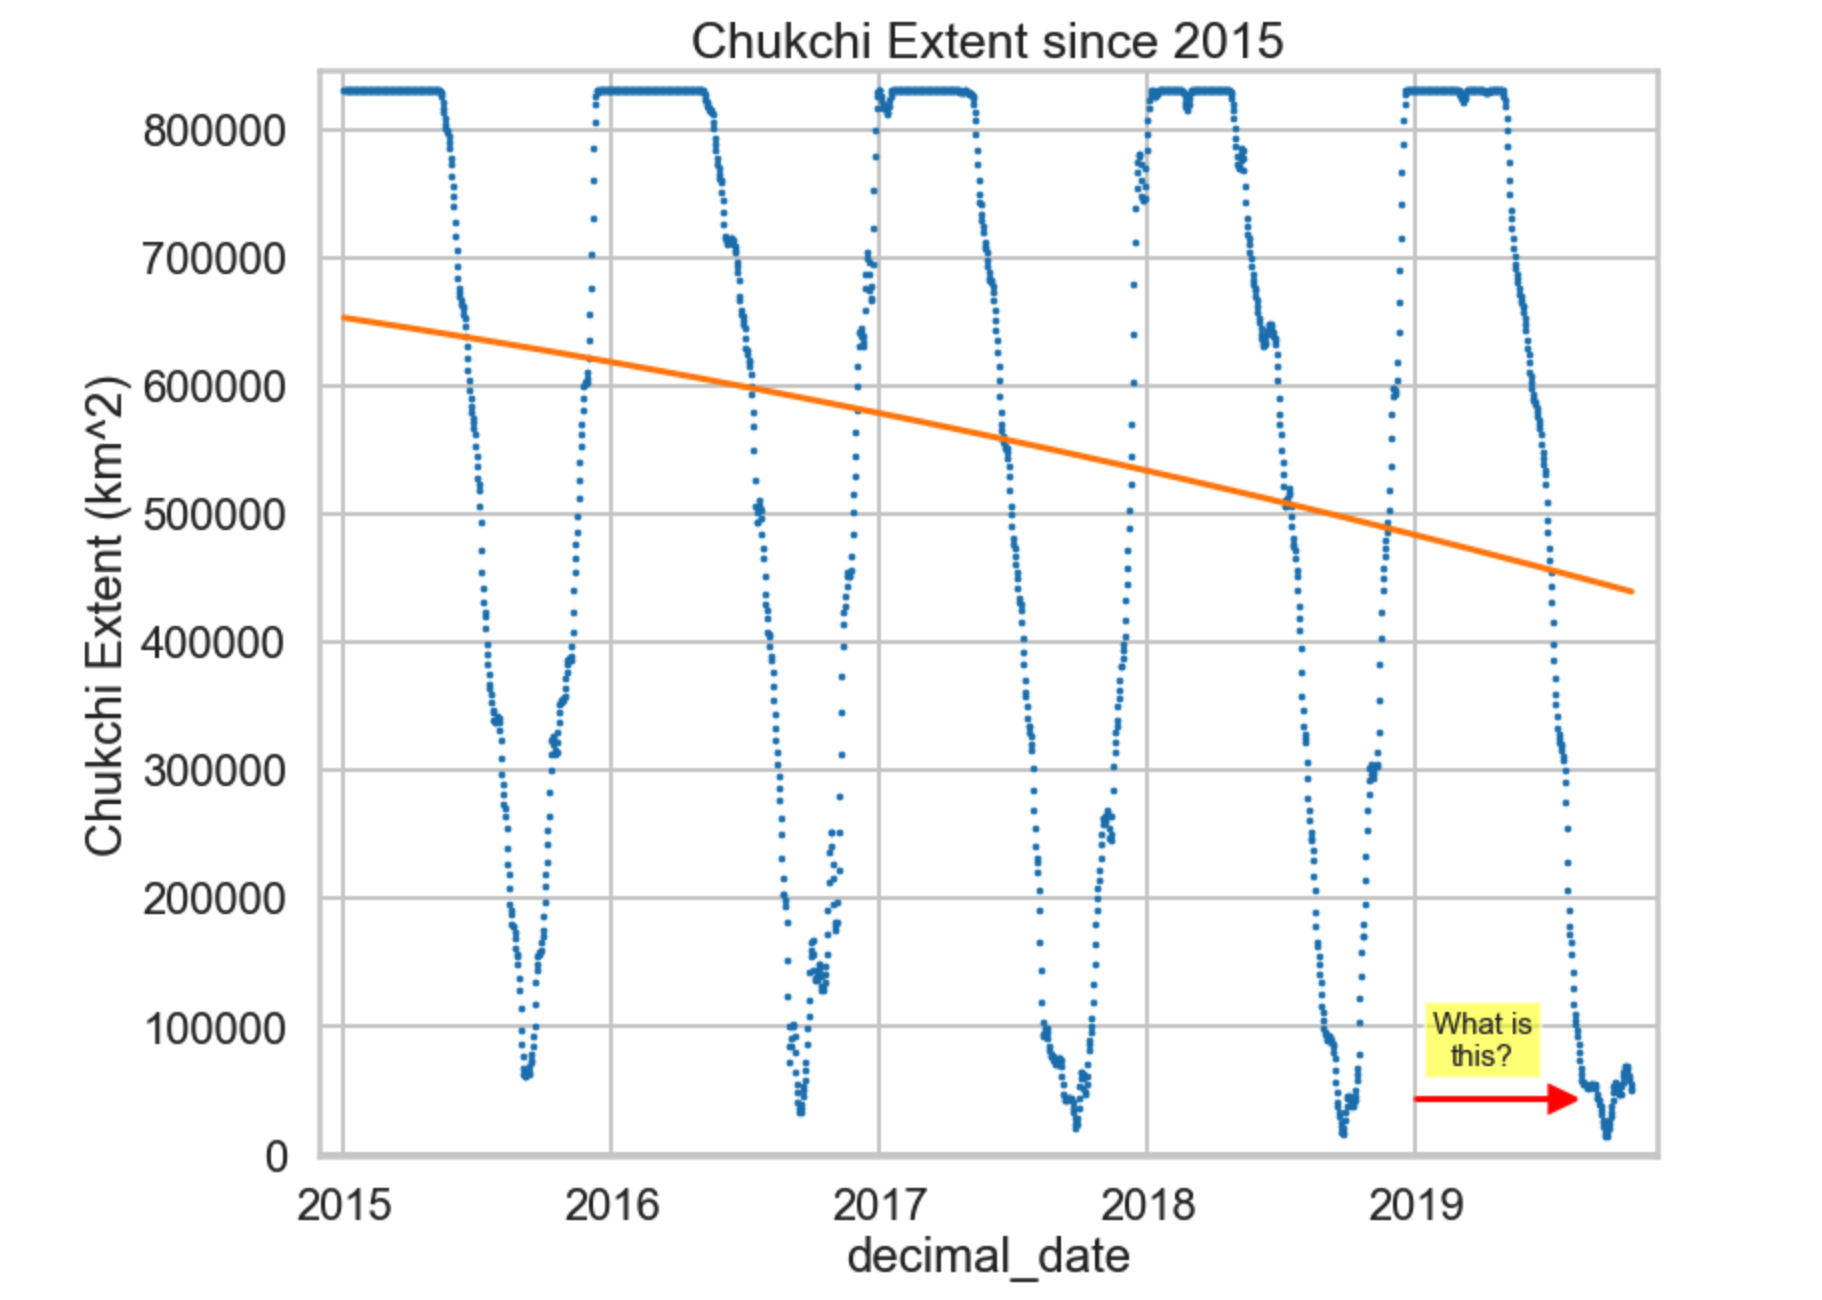 Chukchi Extent since 2015
Chukchi Extent (km^2)
800000
700000
600000
500000
400000
300000
200000
100000
0
What is
this?
2015 2016 2017 2018 2019
decimal_date